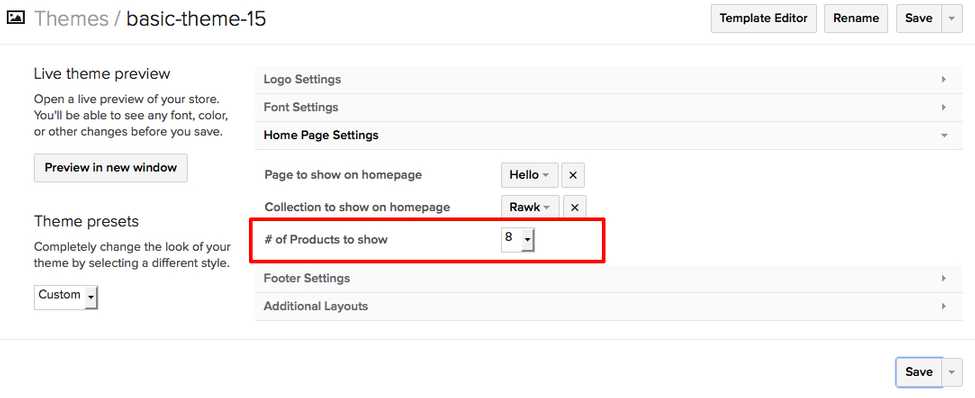 Themes / basic-theme-15
Template Editor
Rename
Save
Live theme preview
Open a live preview of your store.
You'll be able to see any font, color,
or other changes before you save.
Preview in new window
Theme presets
Completely change the look of your
theme by selecting a different style.
Custom
Logo Settings
Font Settings
Home Page Settings
Page to show on homepage Hello ×
Collection to show on homepage Rawk ×
# of Products to show 8
Footer Settings
Additional Layouts
Save